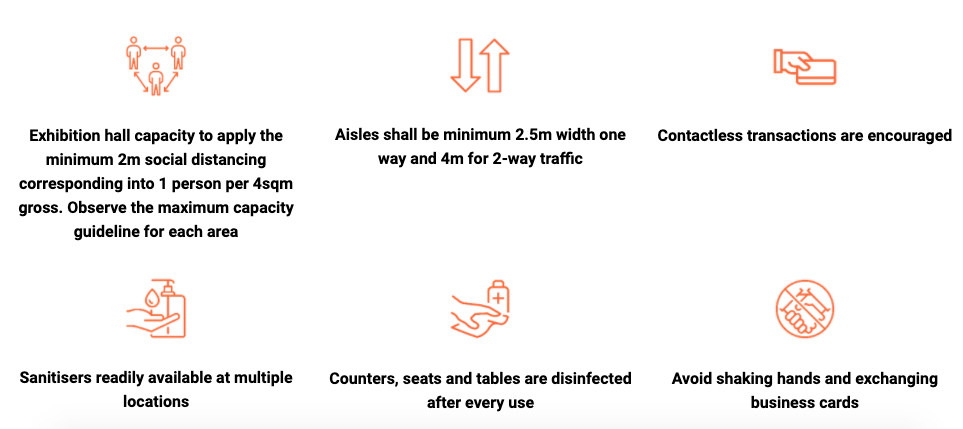 Exhibition hall capacity to apply the
minimum 2m social distancing
corresponding into 1 person per 4sqm
gross. Observe the maximum capacity
guideline for each area
Aisles shall be minimum 2.5m width one
way and 4m for 2-way traffic
Contactless transactions are encouraged
Sanitisers readily available at multiple
locations
Counters, seats and tables are disinfected
after every use
Avoid shaking hands and exchanging
business cards